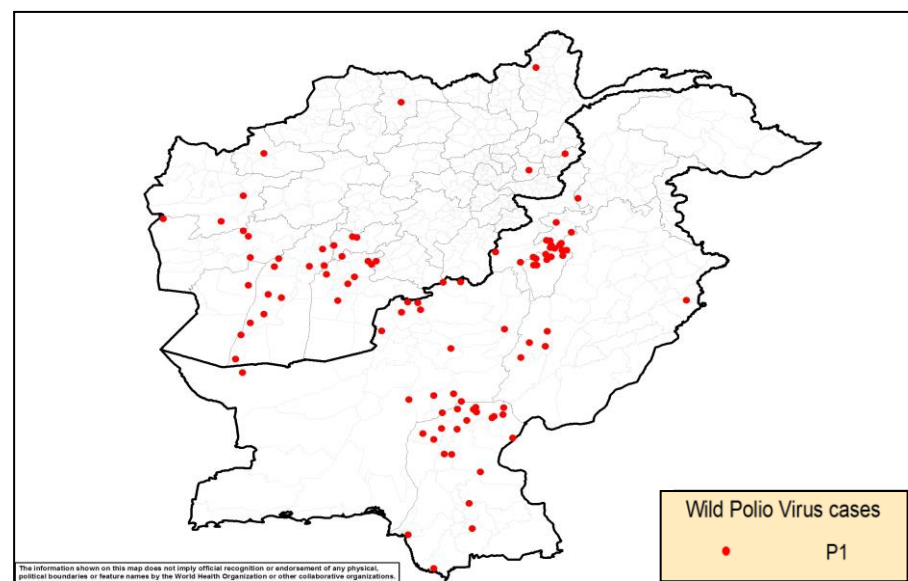 Wild Polio Virus cases
P1
The information shown on this map does not imply official recognition or endorsement of any physical,
political boundaries or feature names by the World Health Organization or other collaborative organizations.